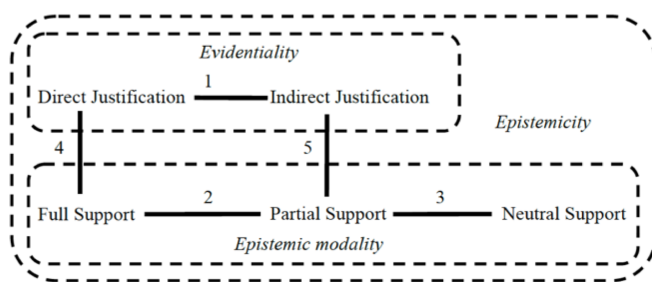 Evidentiality
1
Direct Justification Indirect Justification
Epistemicity
4 5
2 3
Full Support Partial Support Neutral Support
Epistemic modality